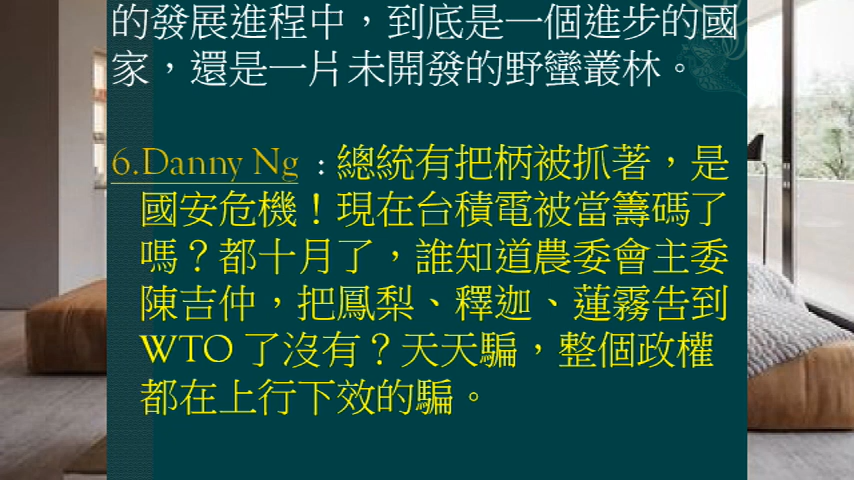 的發展進程中，到底是一個進步的國
家，還是一片未開發的野蠻叢林。
6.Danny Ng：總統有把柄被抓著，是
國安危機！現在台積電被當籌碼了
嗎？都十月了，誰知道農委會主委
陳吉仲，把鳳梨、釋迦、蓮霧告到
WTO 了沒有？天天騙，整個政權
都在上行下效的騙。